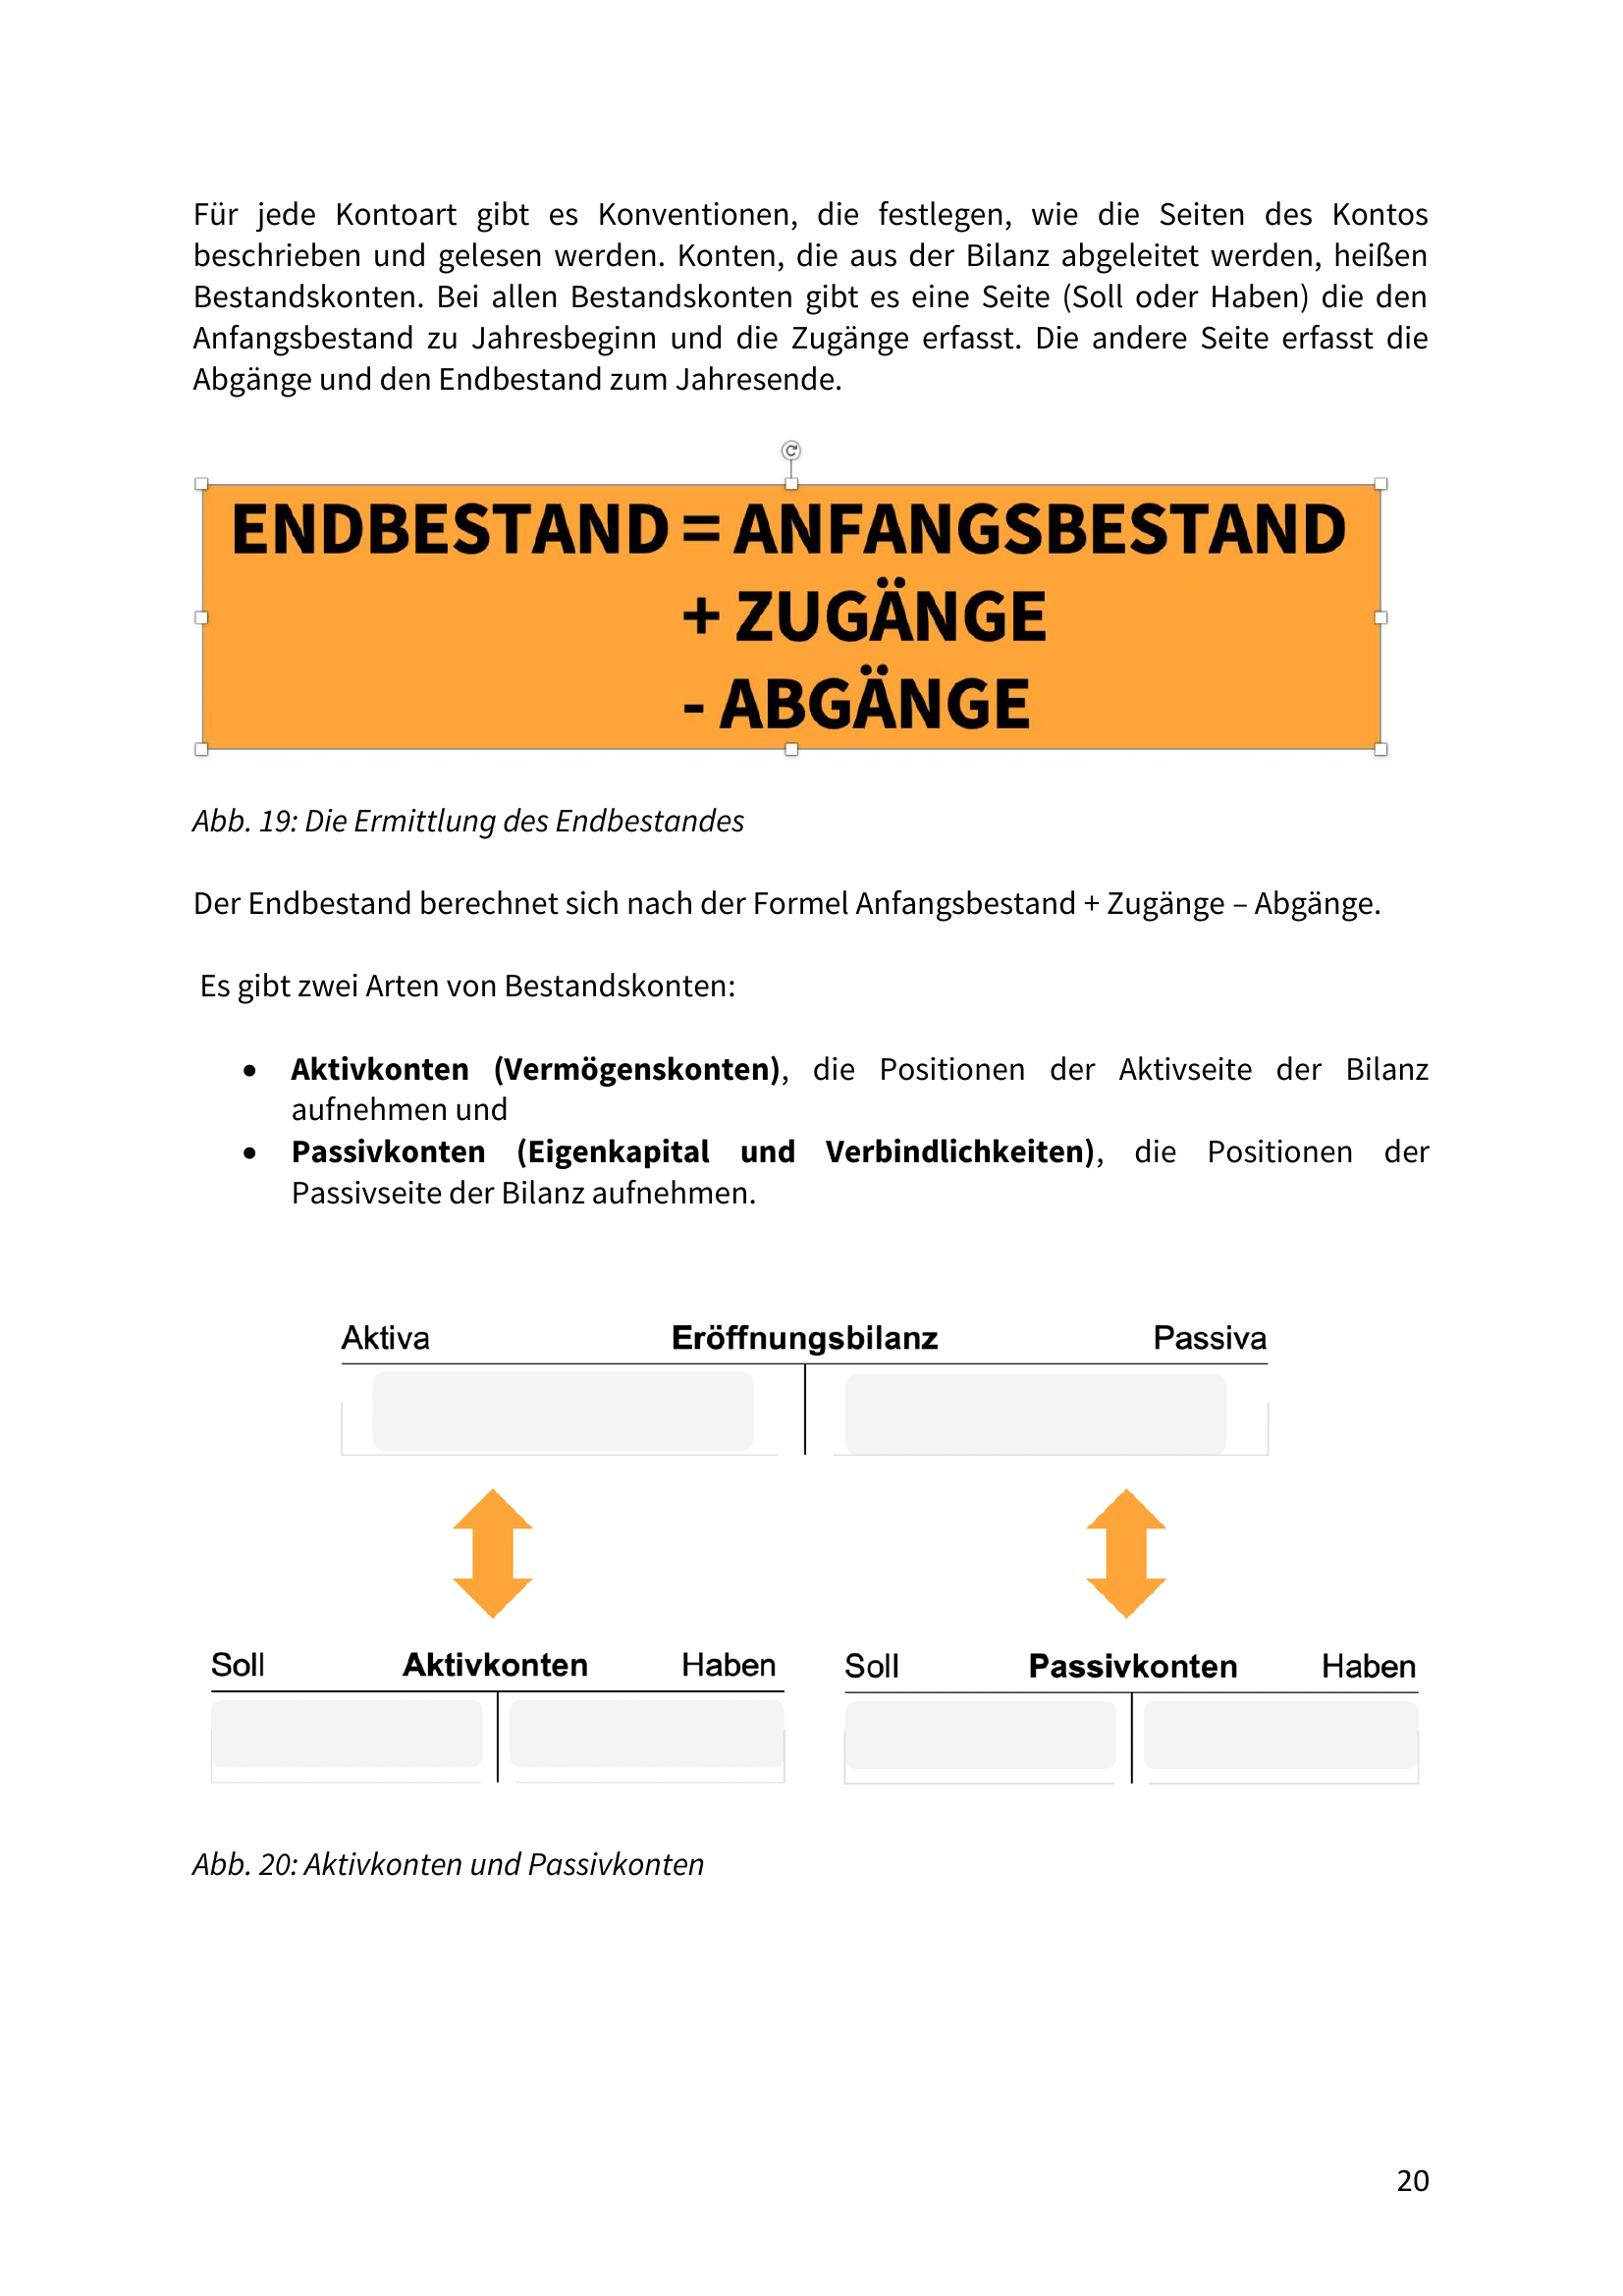 Für jede Kontoart gibt es Konventionen, die festlegen, wie die Seiten des Kontos
beschrieben und gelesen werden. Konten, die aus der Bilanz abgeleitet werden, heißen
Bestandskonten. Bei allen Bestandskonten gibt es eine Seite (Soll oder Haben) die den
Anfangsbestand zu Jahresbeginn und die Zugänge erfasst. Die andere Seite erfasst die
Abgänge und den Endbestand zum Jahresende.
ENDBESTAND = ANFANGSBESTAND
+ ZUGÄNGE
- ABGÄNGE
Abb. 19: Die Ermittlung des Endbestandes
Der Endbestand berechnet sich nach der Formel Anfangsbestand + Zugänge – Abgänge.
Es gibt zwei Arten von Bestandskonten:
• Aktivkonten (Vermögenskonten), die Positionen der Aktivseite der Bilanz
aufnehmen und
• Passivkonten (Eigenkapital und Verbindlichkeiten), die Positionen der
Passivseite der Bilanz aufnehmen.
Aktiva Eröffnungsbilanz Passiva
Soll Aktivkonten Haben
Soll Passivkonten Haben
Abb. 20: Aktivkonten und Passivkonten
20